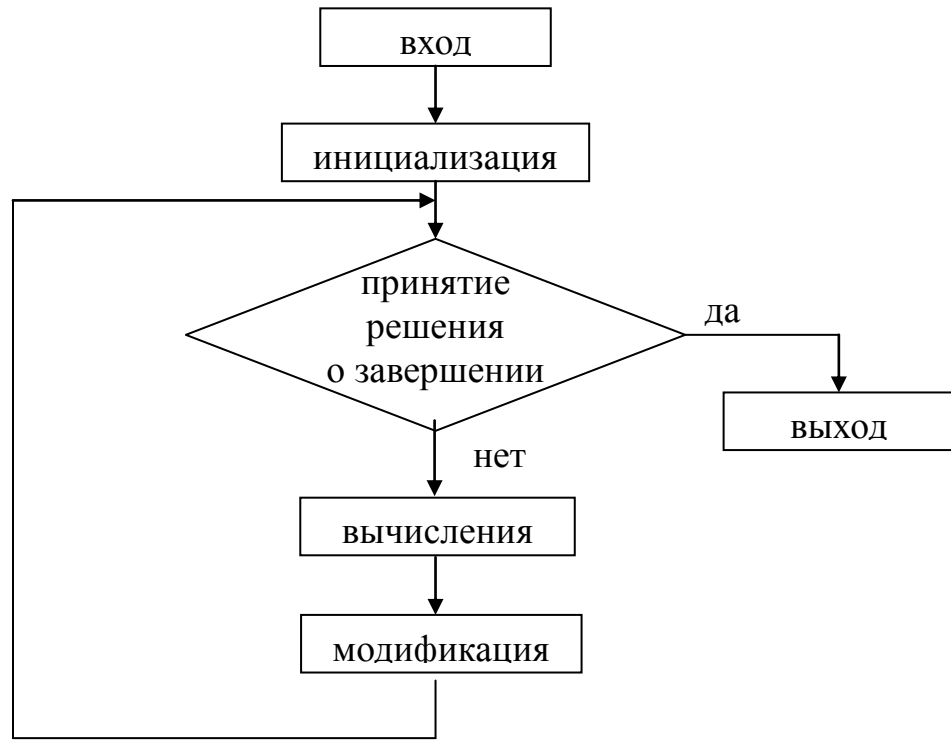 вход
инициализация
принятие
решения
о завершении
да
выход
нет
вычисления
модификация